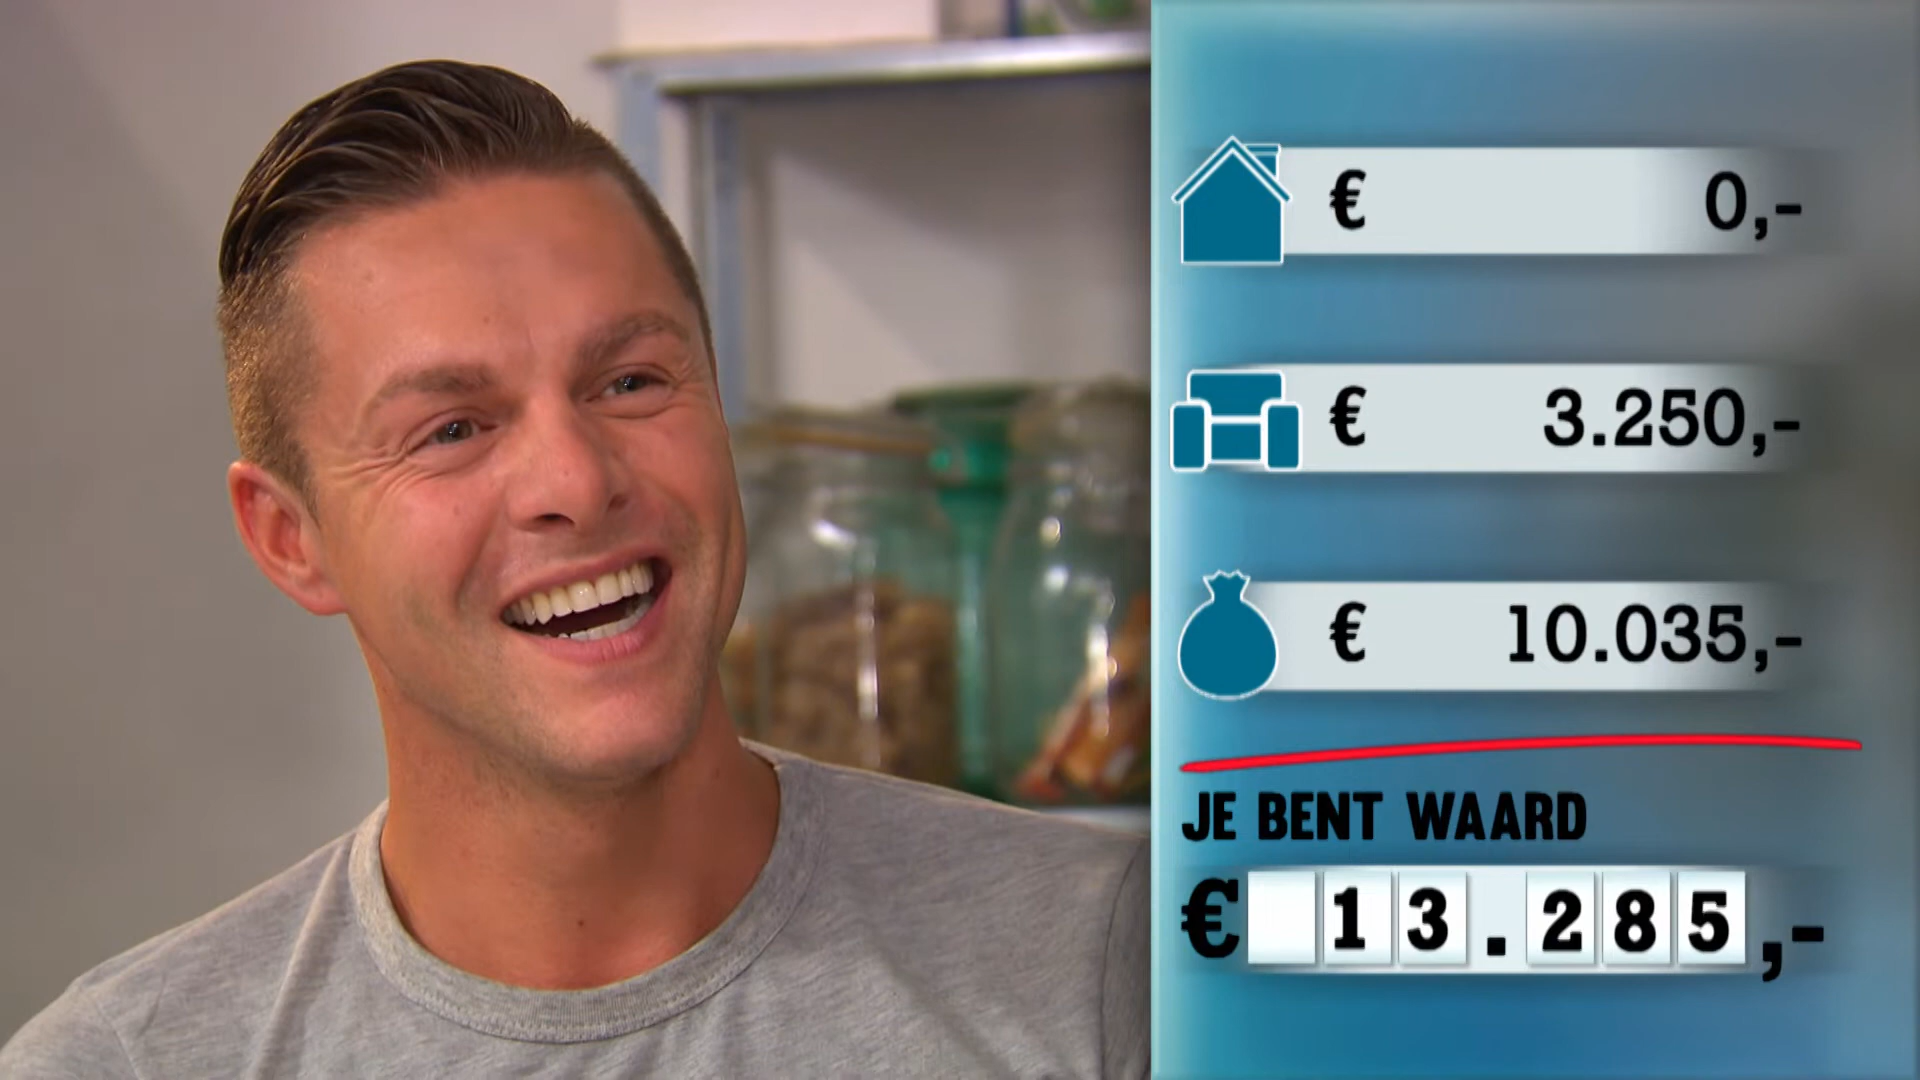 € 0,-
€ 3.250,-
€ 10.035,-
JE BENT WAARD
€ 13.285,-